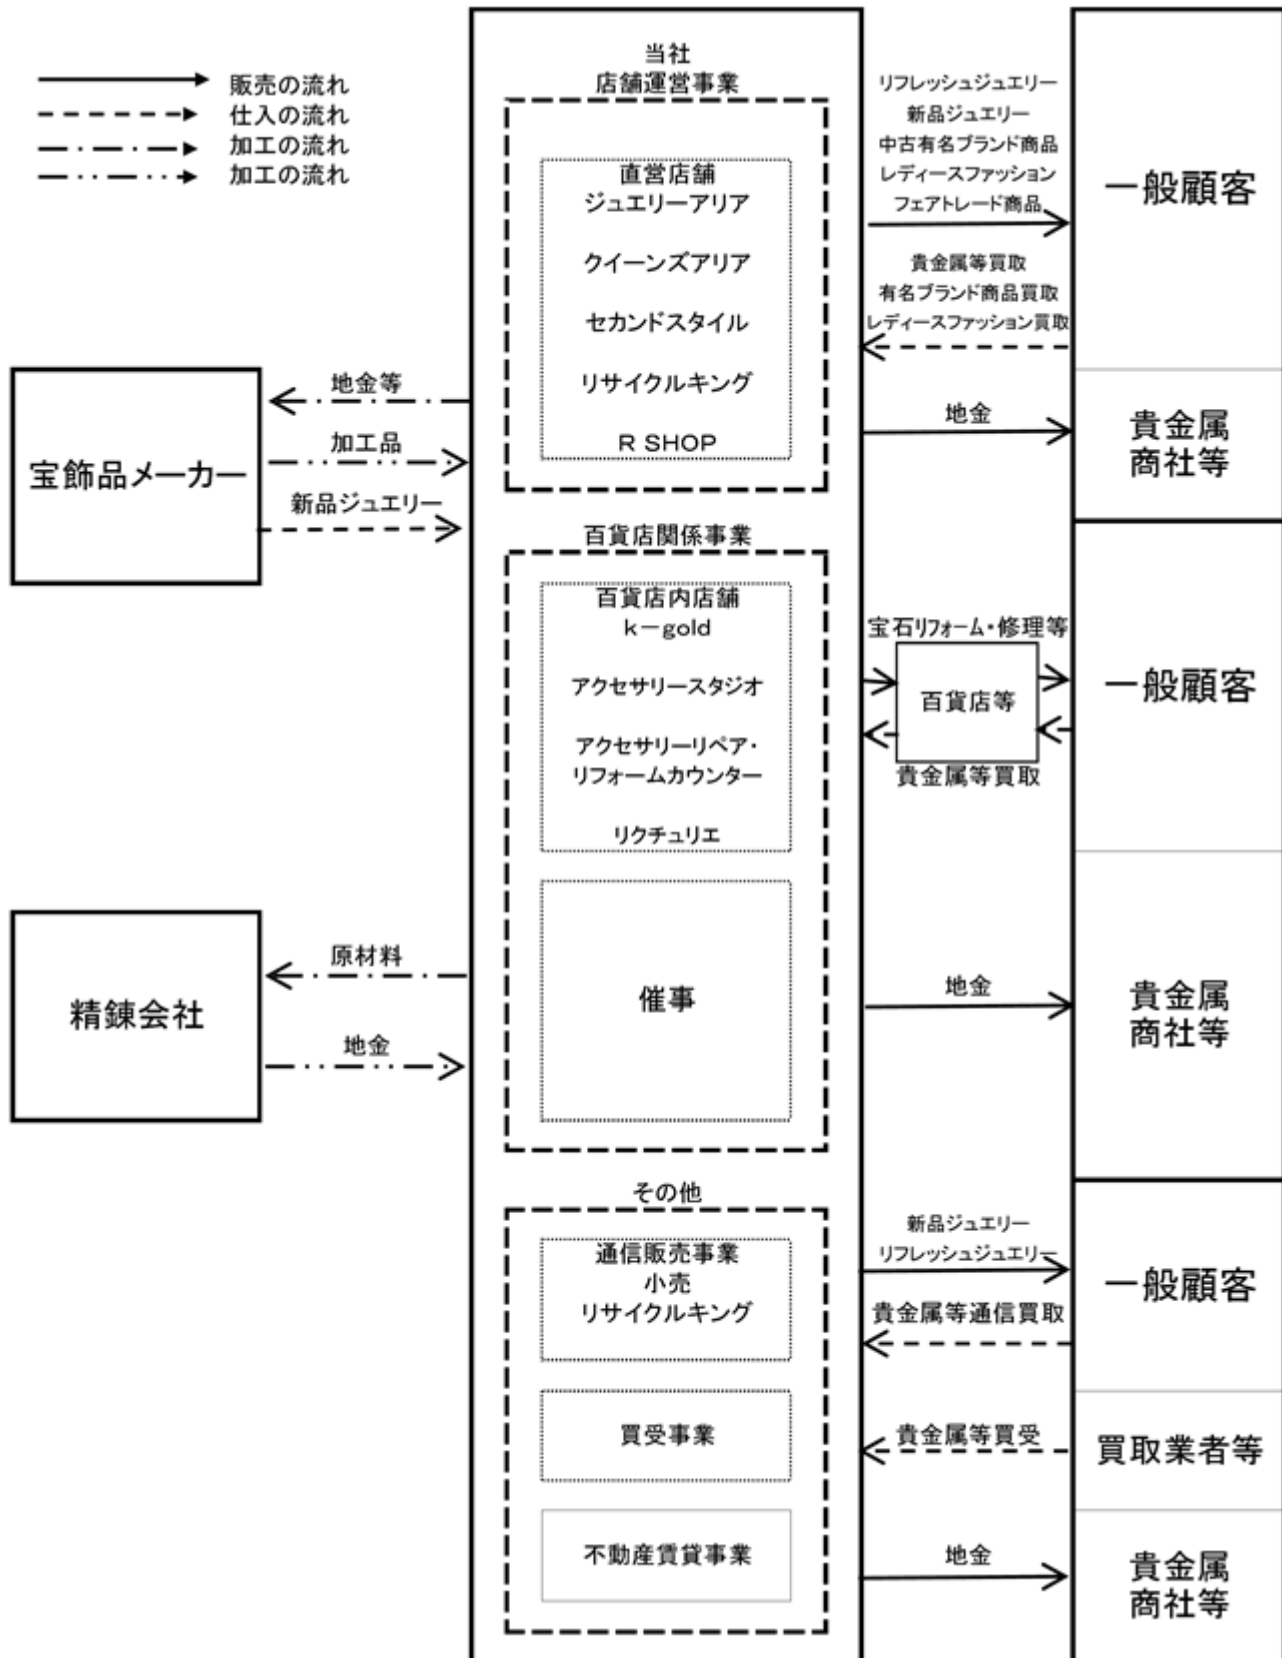 販売の流れ
仕入の流れ
加工の流れ
加工の流れ
宝飾品メーカー
地金等
加工品
新品ジュエリー
精錬会社
原材料
地金
当社
店舗運営事業
直営店舗
ジュエリーアリア
クイーンズアリア
セカンドスタイル
リサイクルキング
R SHOP
百貨店関係事業
百貨店内店舗
k－gold
アクセサリースタジオ
アクセサリーリペア・
リフォームカウンター
リクチュリエ
催事
その他
通信販売事業
小売
リサイクルキング
買受事業
不動産賃貸事業
リフレッシュジュエリー
新品ジュエリー
中古有名ブランド商品
レディースファッション
フェアトレード商品
貴金属等買取
有名ブランド商品買取
レディースファッション買取
地金
宝石リフォーム・修理等
百貨店等
貴金属等買取
地金
新品ジュエリー
リフレッシュジュエリー
貴金属等通信買取
貴金属等買受
地金
一般顧客
貴金属
商社等
一般顧客
貴金属
商社等
一般顧客
買取業者等
貴金属
商社等